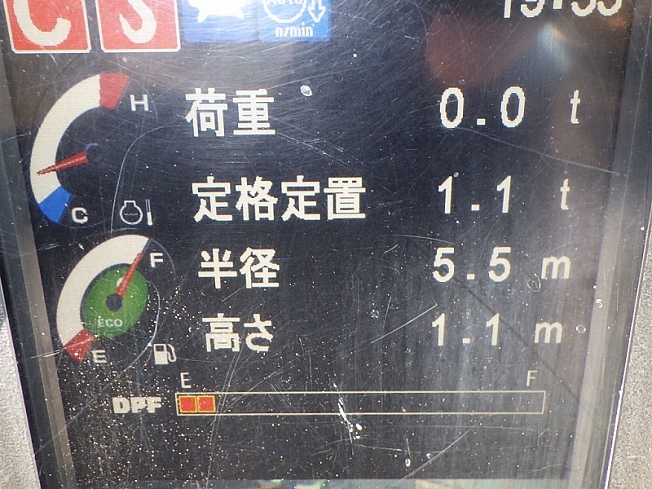 C S
n/min
H
荷重 0.0 t
C
定格定置 1.1 t
F
半径 5.5 m
ECO
高さ 1.1 m
E
E F
DPF